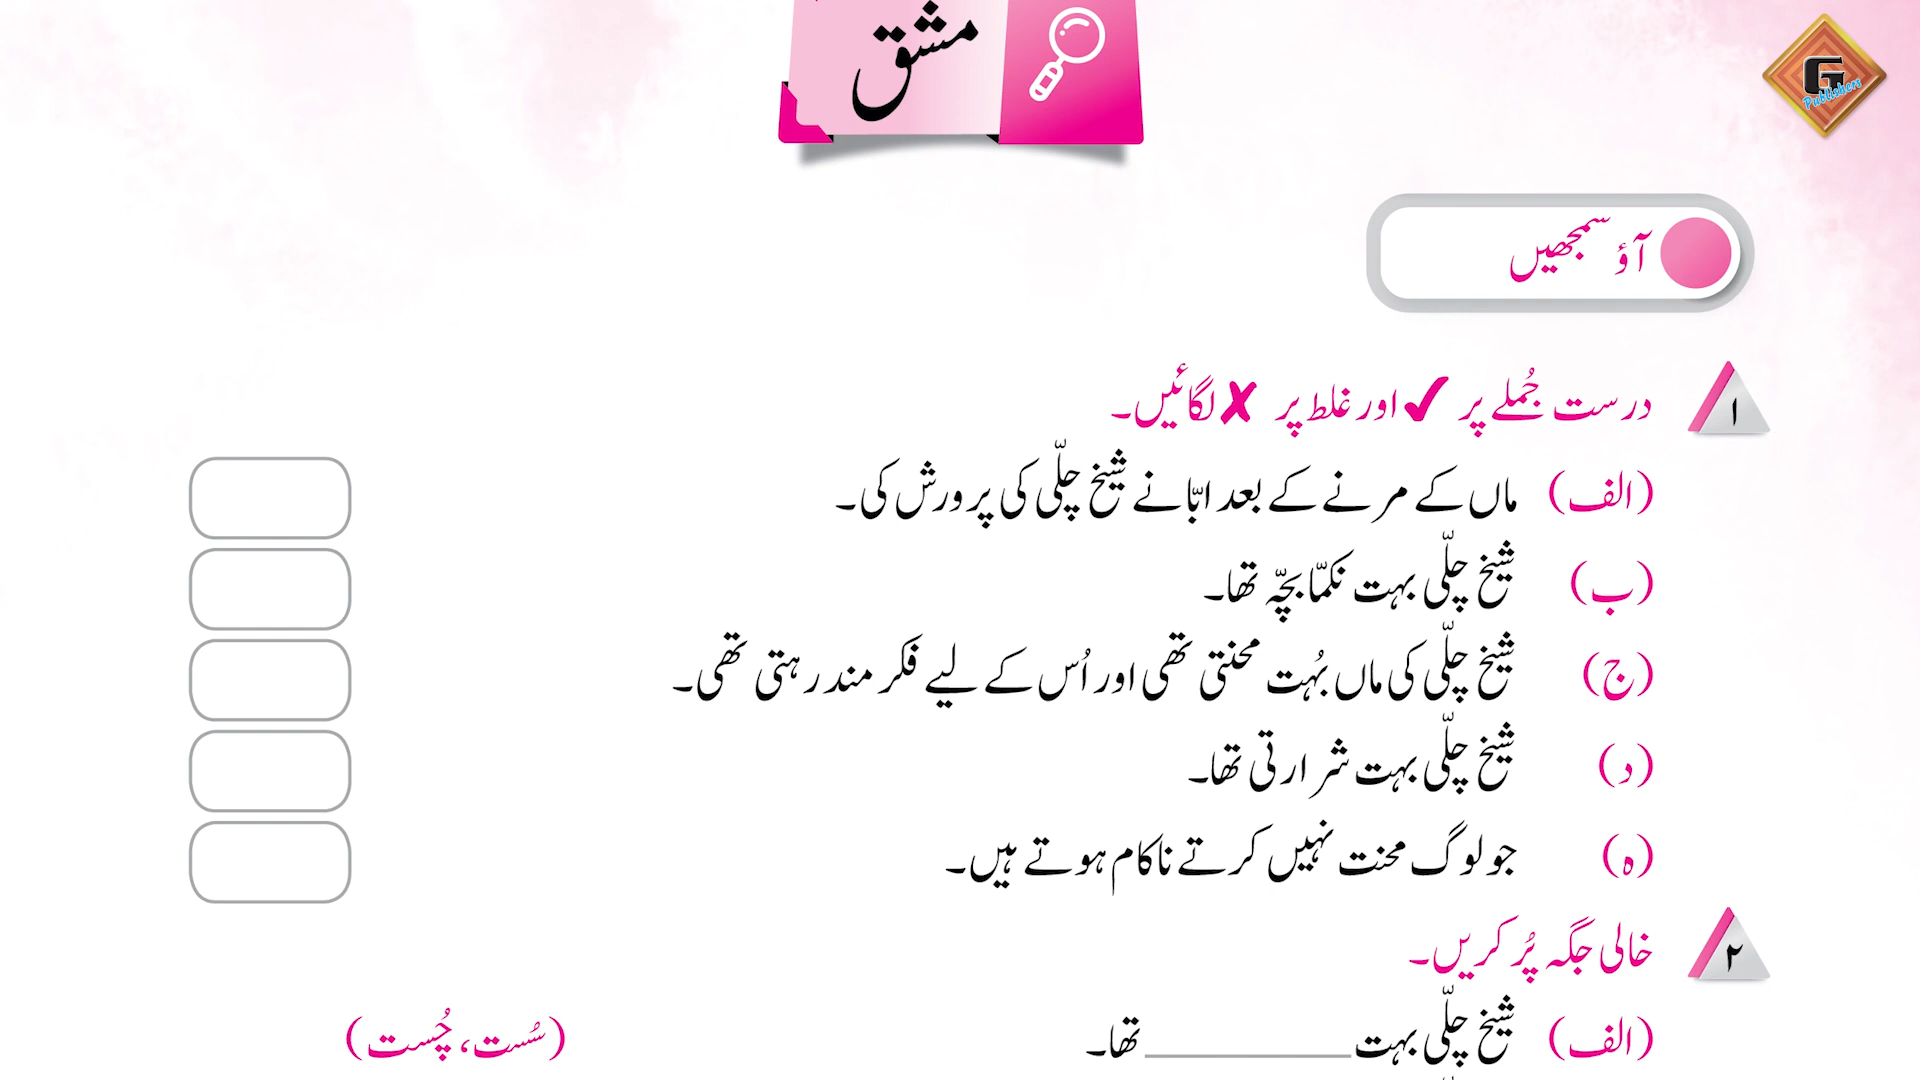 مشق
G Publishers
آؤ سمجھیں
۱ درست جُملے پر ✓ اور غلط پر ✗ لگائیں۔
(الف) ماں کے مرنے کے بعد ابّا نے شیخ چلّی کی پرورش کی۔
(ب) شیخ چلّی بہت نکمّا بچّہ تھا۔
(ج) شیخ چلّی کی ماں بُہت محنتی تھی اور اُس کے لیے فکر مند رہتی تھی۔
(د) شیخ چلّی بہت شرارتی تھا۔
(ہ) جو لوگ محنت نہیں کرتے ناکام ہوتے ہیں۔
۲ خالی جگہ پُر کریں۔
(الف) شیخ چلّی بہت ________ تھا۔ (سُست، چُست)